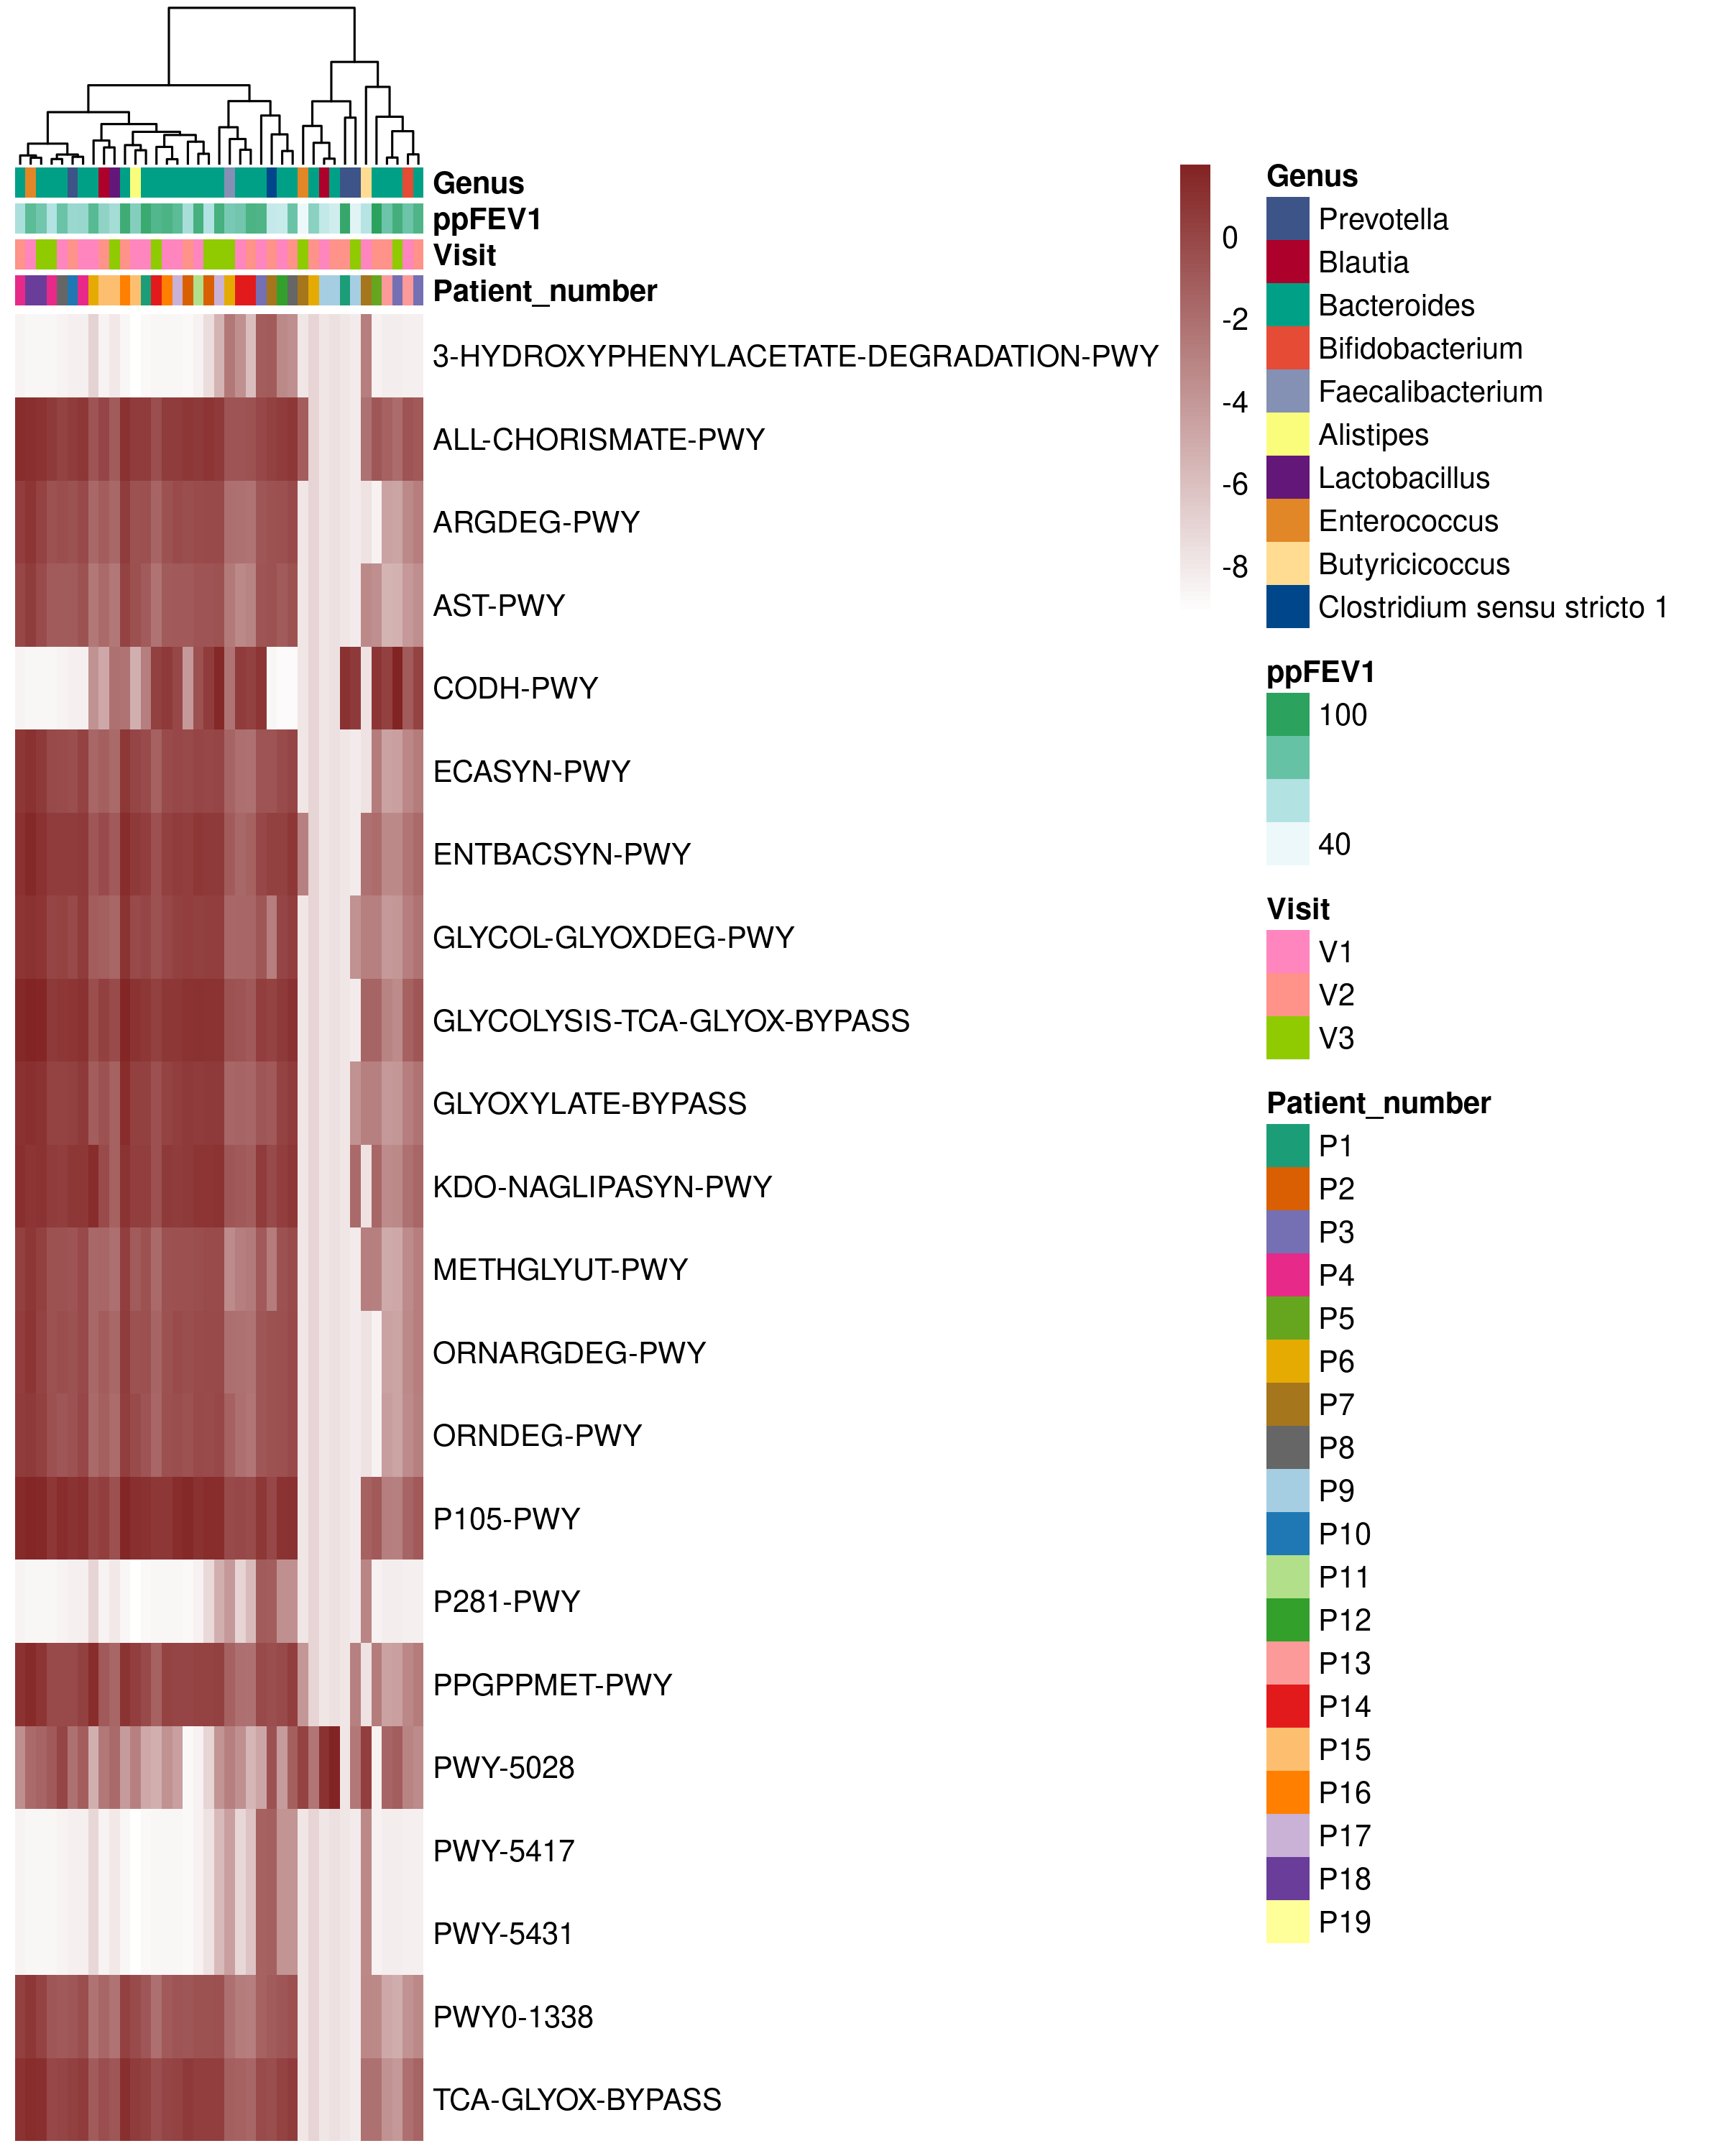 Genus
ppFEV1
Visit
Patient_number
3-HYDROXYPHENYLACETATE-DEGRADATION-PWY
ALL-CHORISMATE-PWY
ARGDEG-PWY
AST-PWY
CODH-PWY
ECASYN-PWY
ENTBACSYN-PWY
GLYCOL-GLYOXDEG-PWY
GLYCOLYSIS-TCA-GLYOX-BYPASS
GLYOXYLATE-BYPASS
KDO-NAGLIPASYN-PWY
METHGLYUT-PWY
ORNARGDEG-PWY
ORNDEG-PWY
P105-PWY
P281-PWY
PPGPPMET-PWY
PWY-5028
PWY-5417
PWY-5431
PWY0-1338
TCA-GLYOX-BYPASS
0
-2
-4
-6
-8
Genus
Prevotella
Blautia
Bacteroides
Bifidobacterium
Faecalibacterium
Alistipes
Lactobacillus
Enterococcus
Butyricicoccus
Clostridium sensu stricto 1
ppFEV1
100
40
Visit
V1
V2
V3
Patient_number
P1
P2
P3
P4
P5
P6
P7
P8
P9
P10
P11
P12
P13
P14
P15
P16
P17
P18
P19